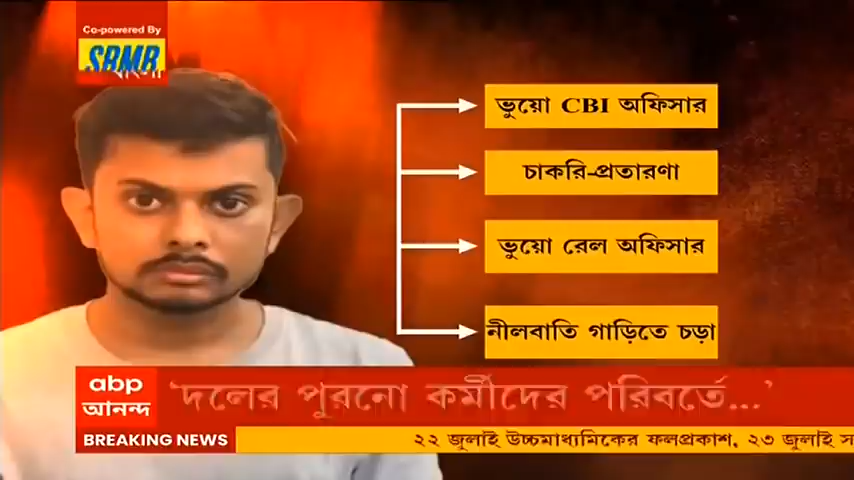 Co-powered By
SBMB
বাংলা
ভুয়ো CBI অফিসার
চাকরি-প্রতারণা
ভুয়ো রেল অফিসার
নীলবাতি গাড়িতে চড়া
abp
আনন্দ
'দলের পুরনো কর্মীদের পরিবর্তে...'
BREAKING NEWS
২২ জুলাই উচ্চমাধ্যমিকের ফলপ্রকাশ, ২৩ জুলাই স